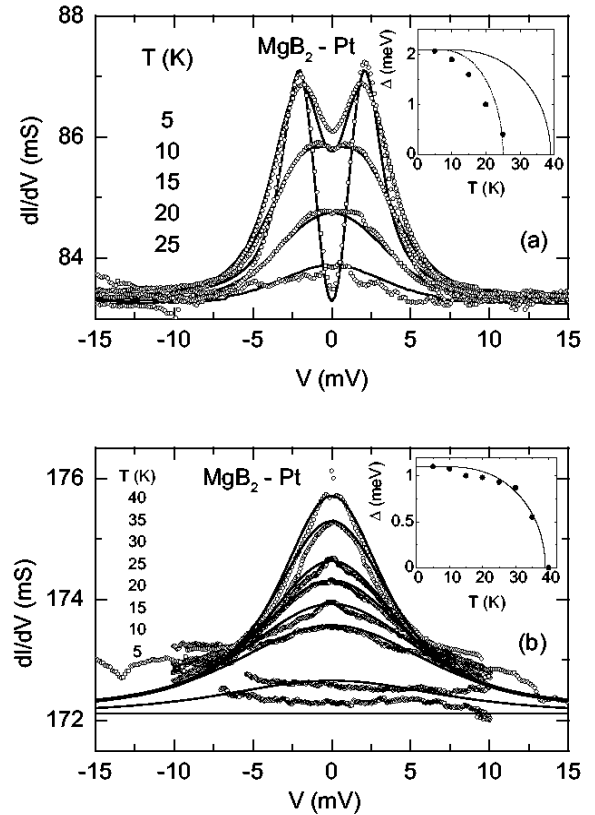 88
86
84
dI/dV (mS)
T (K)
5
10
15
20
25
MgB₂ - Pt
(a)
2
1
0
Δ (meV)
0 10 20 30 40
T (K)
-15 -10 -5 0 5 10 15
V (mV)
176
174
172
dI/dV (mS)
T (K)
40
35
30
25
20
15
10
5
MgB₂ - Pt
(b)
1
0.5
0
Δ (meV)
0 10 20 30 40
T (K)
-15 -10 -5 0 5 10 15
V (mV)